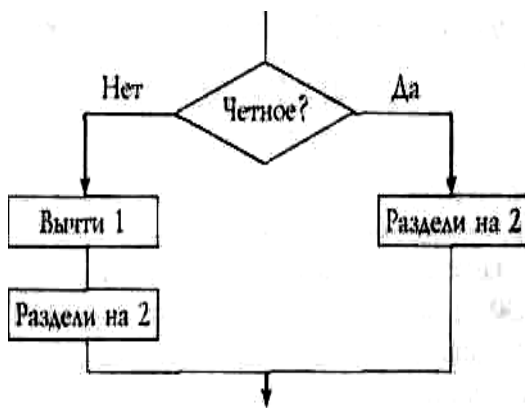 Нет
Четное?
Да
Вычти 1
Раздели на 2
Раздели на 2